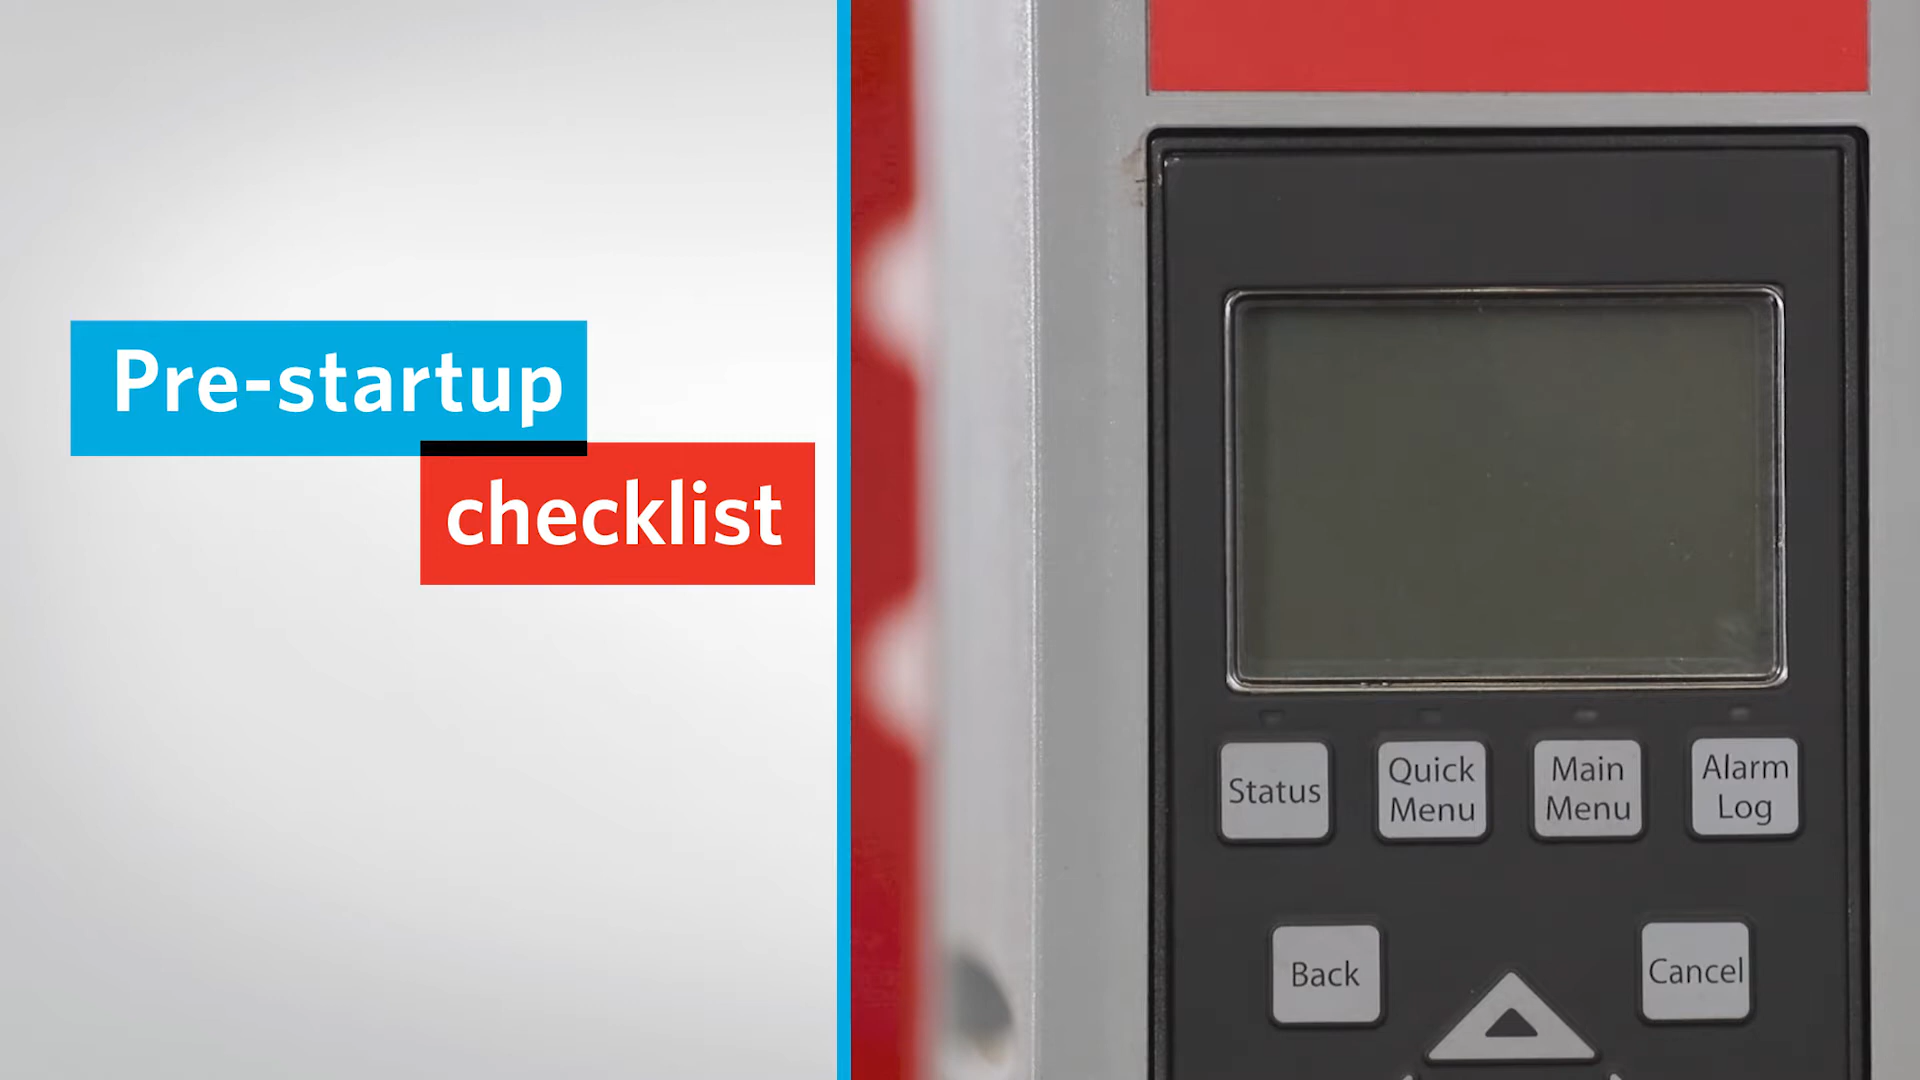 Pre-startup
checklist
Status
Quick
Menu
Main
Menu
Alarm
Log
Back
Cancel